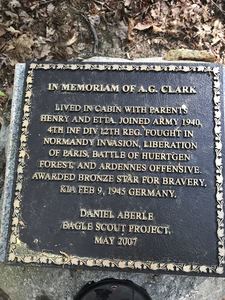 IN MEMORIAM OF A.G. CLARK
LIVED IN CABIN WITH PARENTS
HENRY AND ETTA. JOINED ARMY 1940,
4TH INF DIV 12TH REG. FOUGHT IN
NORMANDY INVASION, LIBERATION
OF PARIS, BATTLE OF HUERTGEN
FOREST, AND ARDENNES OFFENSIVE.
AWARDED BRONZE STAR FOR BRAVERY.
KIA FEB 9, 1945 GERMANY.
DANIEL ABERLE
EAGLE SCOUT PROJECT,
MAY 2007